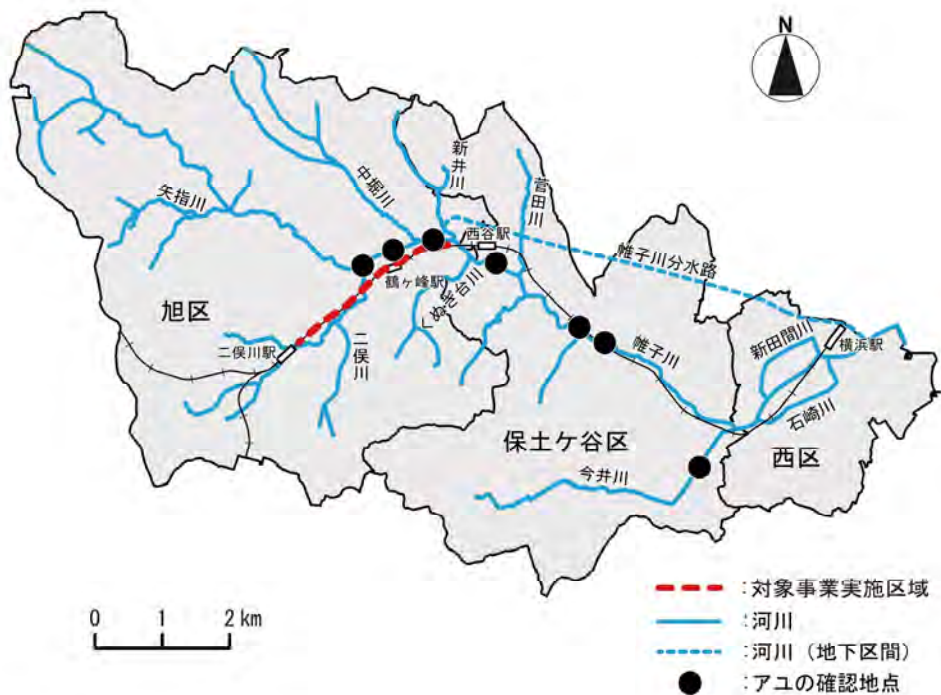 N
新井川
菅田川
中堀川
矢指川
西谷駅
帷子川分水路
鶴ヶ峰駅
くぬぎ台川
旭区
二俣川駅
二俣川
帷子川
新田間川
横浜駅
石崎川
保土ケ谷区
西区
今井川
0 1 2 km
:対象事業実施区域
:河川
:河川（地下区間）
:アユの確認地点